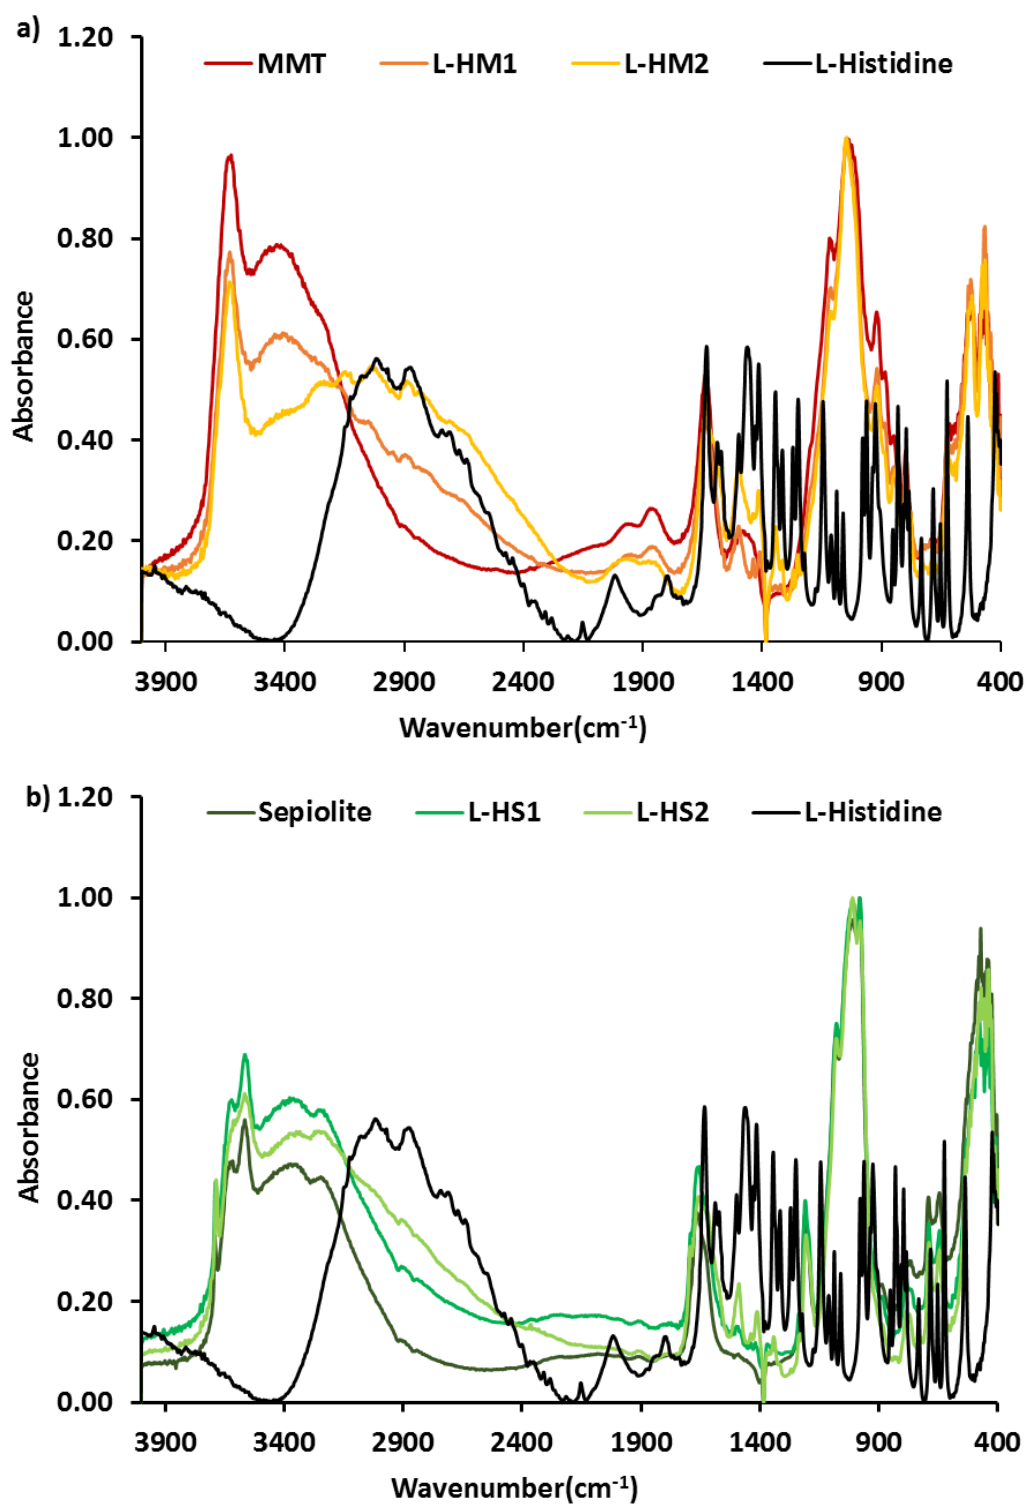 a)
1.20
MMT L-HM1 L-HM2 L-Histidine
1.00
0.80
0.60
0.40
0.20
0.00
Absorbance
3900 3400 2900 2400 1900 1400 900 400
Wavenumber(cm⁻¹)
b)
1.20
Sepiolite L-HS1 L-HS2 L-Histidine
1.00
0.80
0.60
0.40
0.20
0.00
Absorbance
3900 3400 2900 2400 1900 1400 900 400
Wavenumber(cm⁻¹)